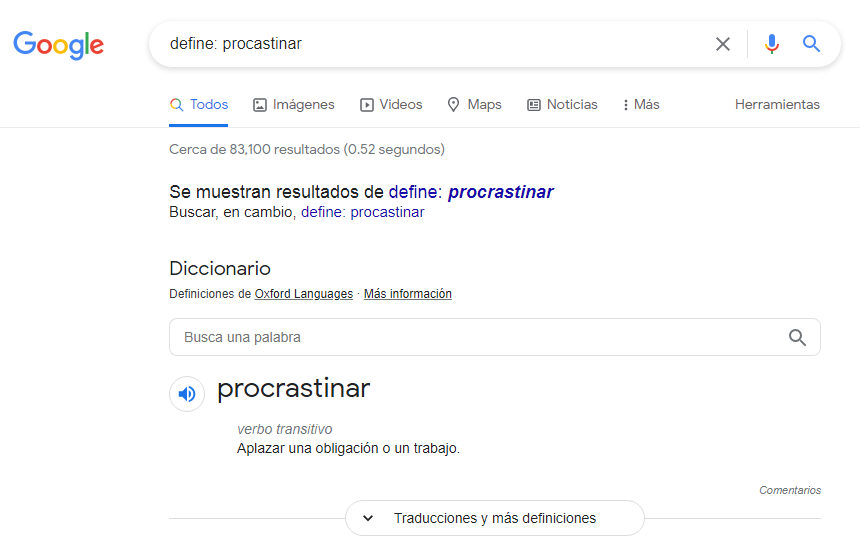 Google
define: procastinar
Todos Imágenes Videos Maps Noticias Más Herramientas
Cerca de 83,100 resultados (0.52 segundos)
Se muestran resultados de define: procrastinar
Buscar, en cambio, define: procastinar
Diccionario
Definiciones de Oxford Languages · Más información
Busca una palabra
procrastinar
verbo transitivo
Aplazar una obligación o un trabajo.
Comentarios
Traducciones y más definiciones